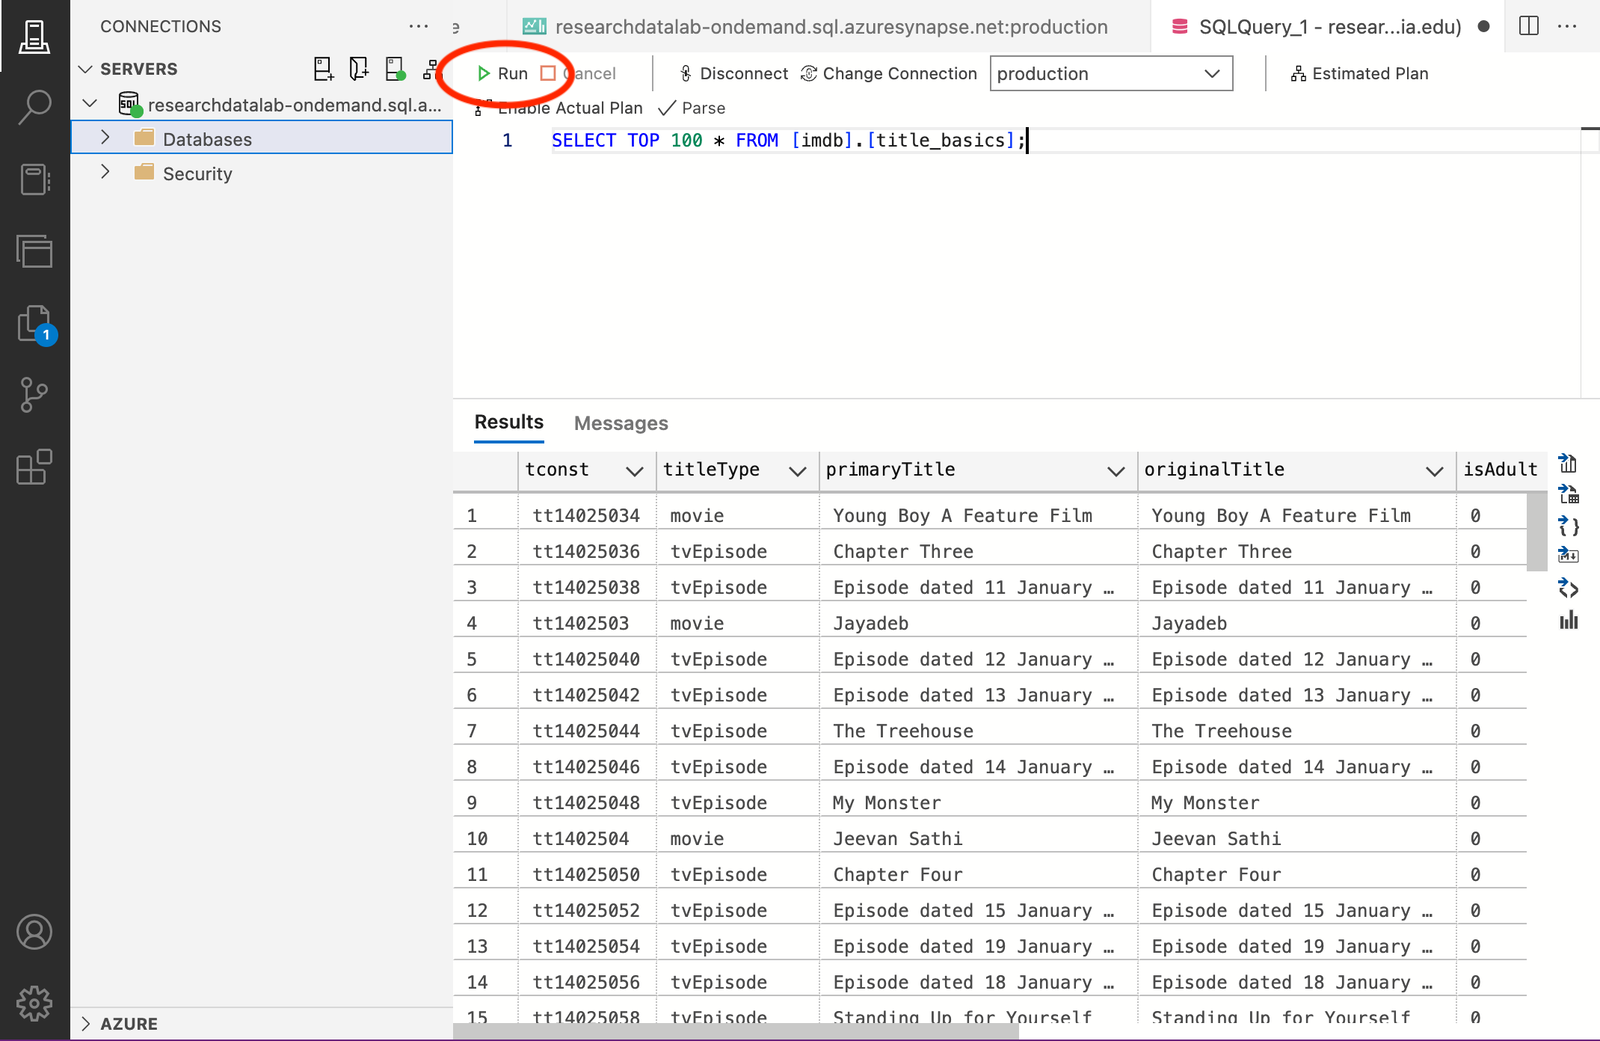 CONNECTIONS ···
SERVERS
SQL researchdatalab-ondemand.sql.a...
Databases
Security
1
AZURE
e researchdatalab-ondemand.sql.azuresynapse.net:production SQLQuery_1 - resear...ia.edu) ● ···
Run Cancel Disconnect Change Connection production Estimated Plan
Enable Actual Plan Parse
1 SELECT TOP 100 * FROM [imdb].[title_basics];
Results Messages
tconst titleType primaryTitle originalTitle isAdult
1 tt14025034 movie Young Boy A Feature Film Young Boy A Feature Film 0
2 tt14025036 tvEpisode Chapter Three Chapter Three 0
3 tt14025038 tvEpisode Episode dated 11 January … Episode dated 11 January … 0
4 tt1402503 movie Jayadeb Jayadeb 0
5 tt14025040 tvEpisode Episode dated 12 January … Episode dated 12 January … 0
6 tt14025042 tvEpisode Episode dated 13 January … Episode dated 13 January … 0
7 tt14025044 tvEpisode The Treehouse The Treehouse 0
8 tt14025046 tvEpisode Episode dated 14 January … Episode dated 14 January … 0
9 tt14025048 tvEpisode My Monster My Monster 0
10 tt1402504 movie Jeevan Sathi Jeevan Sathi 0
11 tt14025050 tvEpisode Chapter Four Chapter Four 0
12 tt14025052 tvEpisode Episode dated 15 January … Episode dated 15 January … 0
13 tt14025054 tvEpisode Episode dated 19 January … Episode dated 19 January … 0
14 tt14025056 tvEpisode Episode dated 18 January … Episode dated 18 January … 0
15 tt14025058 tvEpisode Standing Up for Yourself Standing Up for Yourself 0